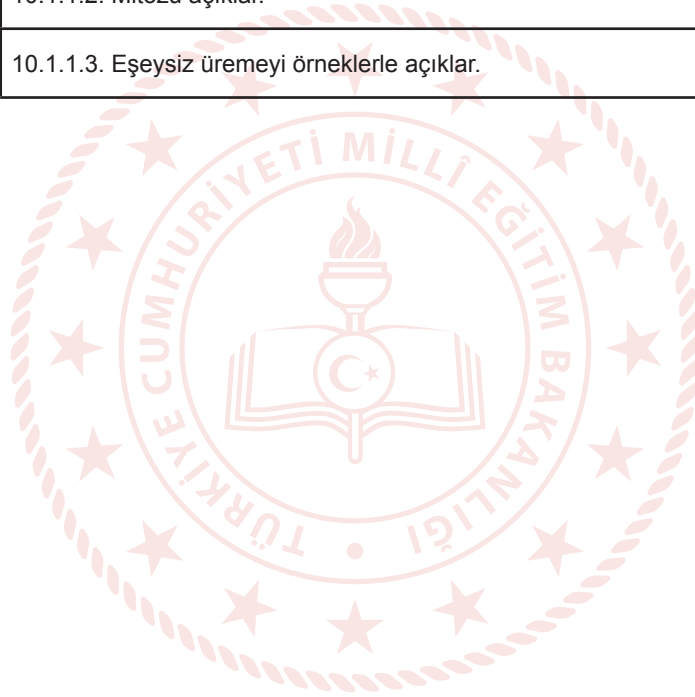 10.1.1.2. Mitozu açıklar.
10.1.1.3. Eşeysiz üremeyi örneklerle açıklar.
TÜRKİYE CUMHURİYETİ MİLLÎ EĞİTİM BAKANLIĞI